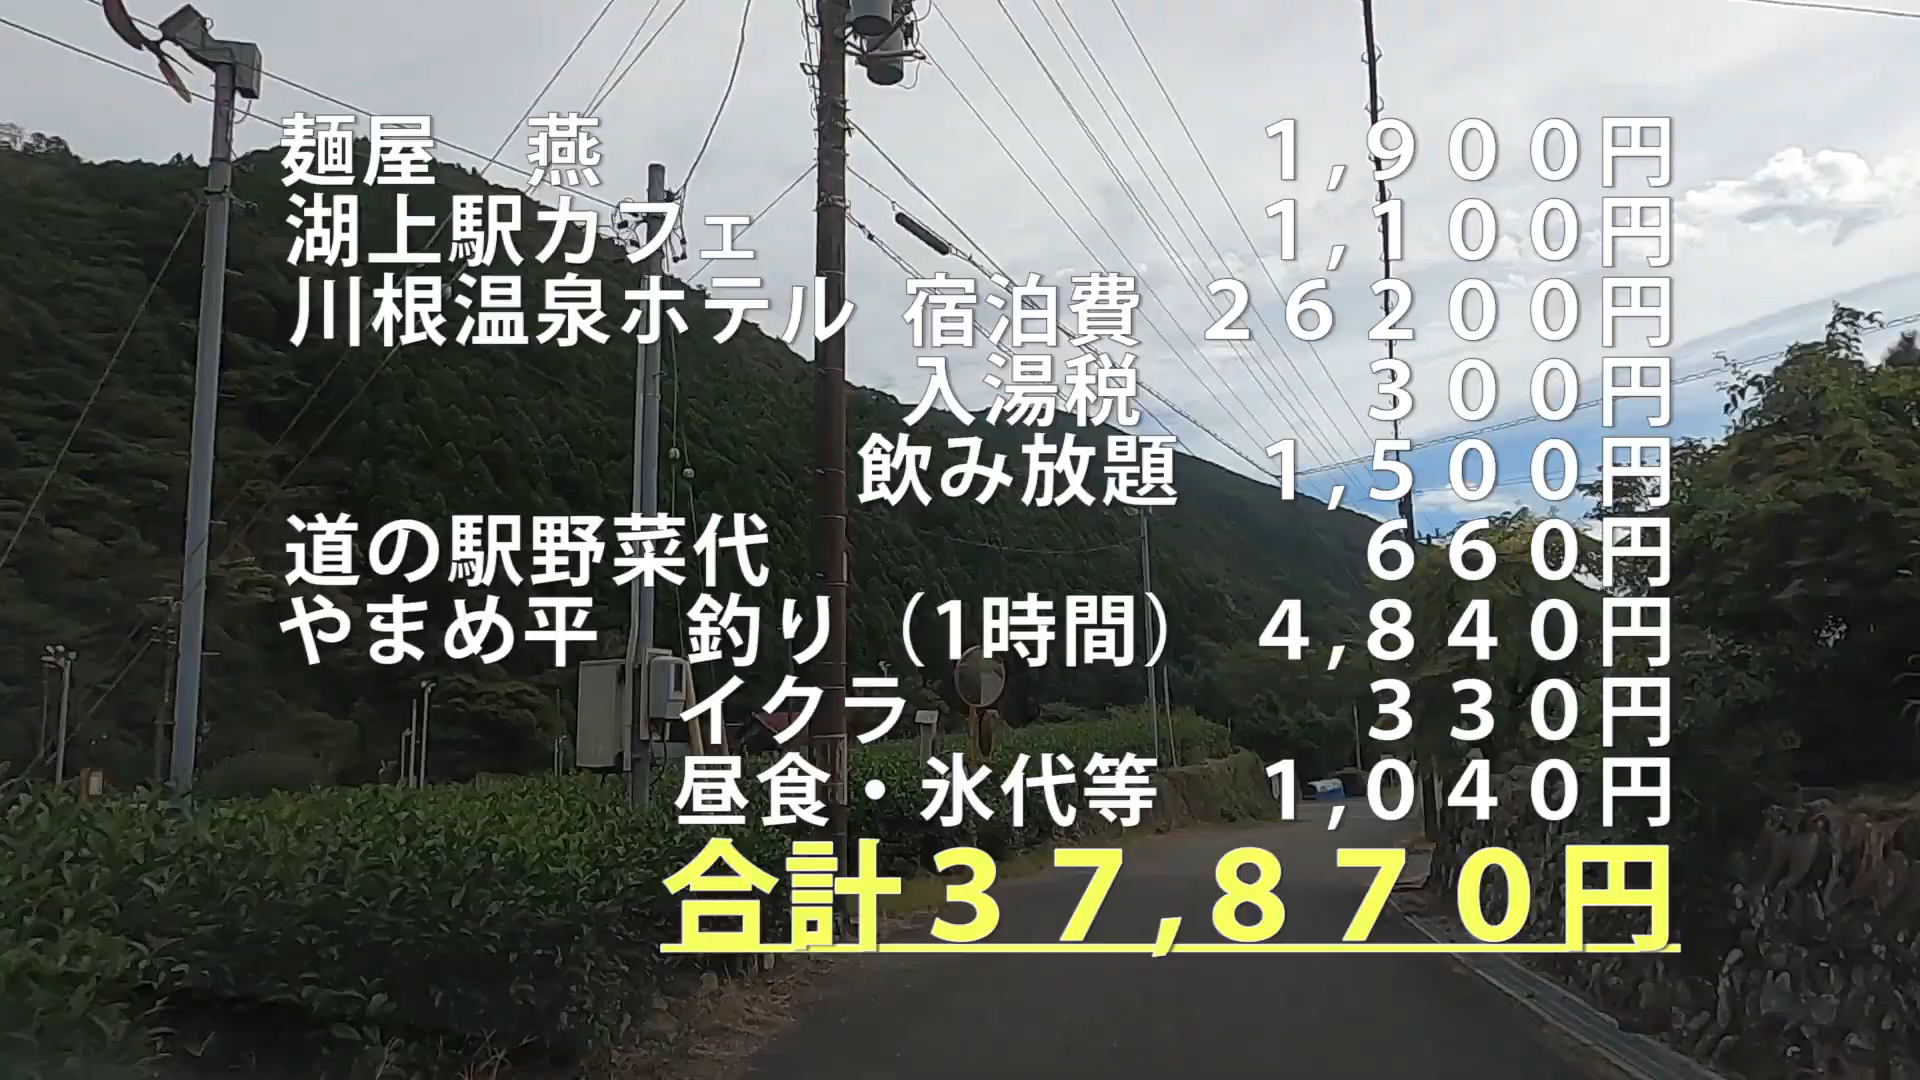 麺屋　燕　１,９００円
湖上駅カフェ　１,１００円
川根温泉ホテル 宿泊費　２６２００円
入湯税　３００円
飲み放題　１,５００円
道の駅野菜代　６６０円
やまめ平　釣り（1時間）　４,８４０円
イクラ　３３０円
昼食・氷代等　１,０４０円
合計３７,８７０円